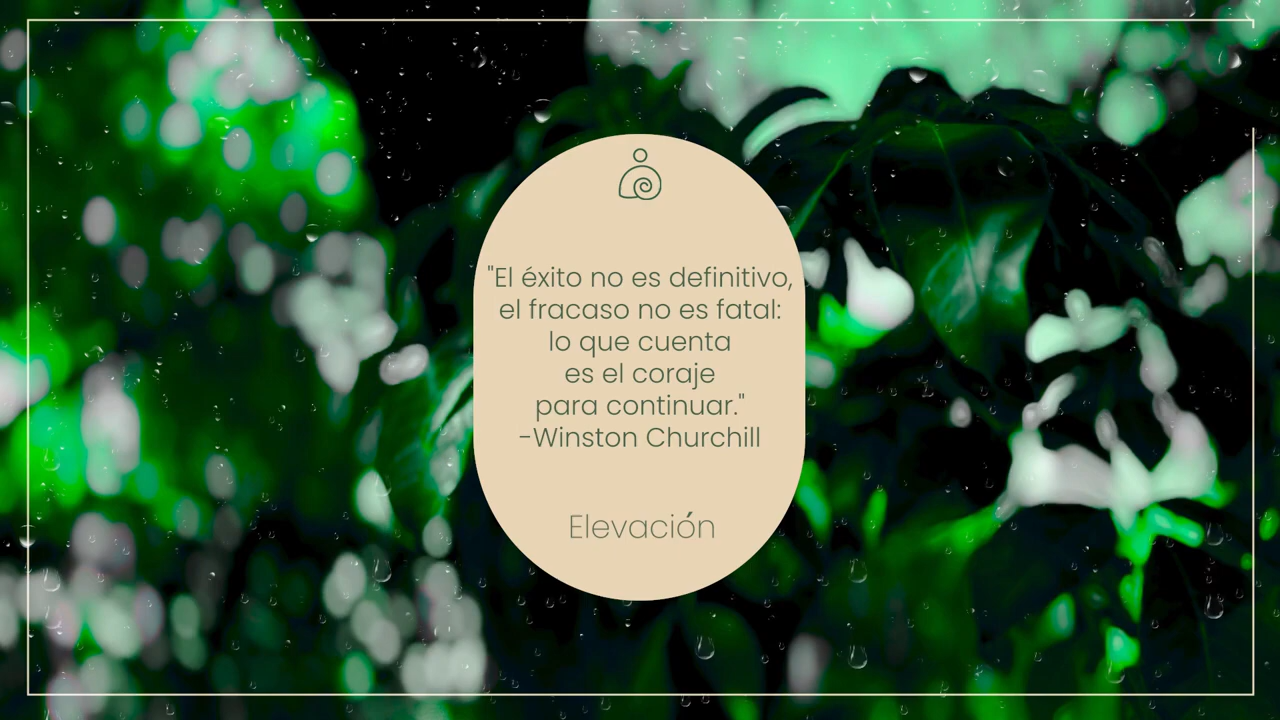 "El éxito no es definitivo,
el fracaso no es fatal:
lo que cuenta
es el coraje
para continuar."
-Winston Churchill
Elevación